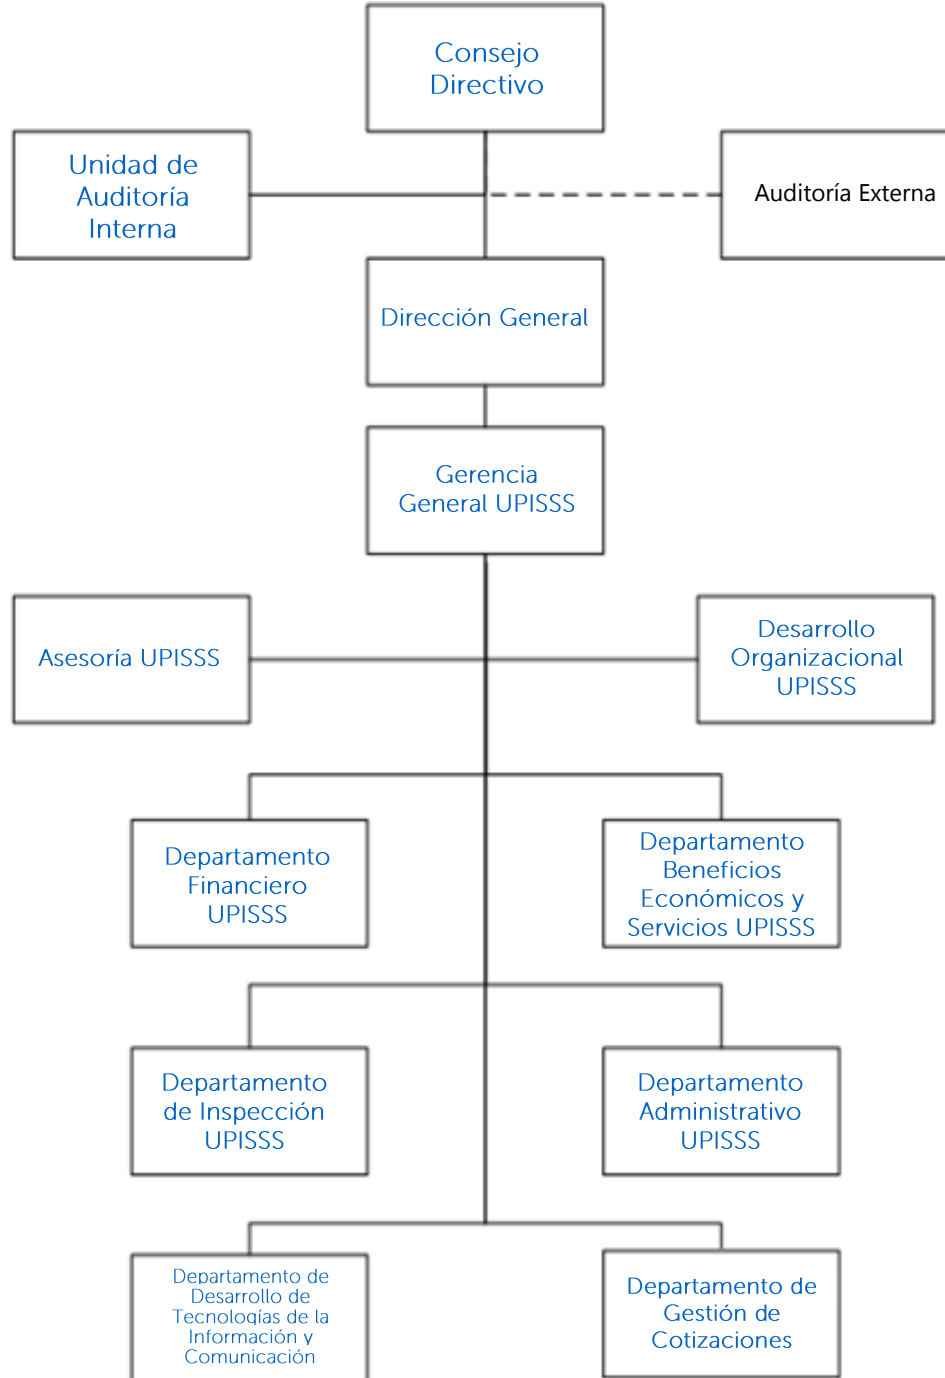 Consejo
Directivo
Unidad de
Auditoría
Interna
Auditoría Externa
Dirección General
Gerencia
General UPISSS
Asesoría UPISSS
Desarrollo
Organizacional
UPISSS
Departamento
Financiero
UPISSS
Departamento
Beneficios
Económicos y
Servicios UPISSS
Departamento
de Inspección
UPISSS
Departamento
Administrativo
UPISSS
Departamento de
Desarrollo de
Tecnologías de la
Información y
Comunicación
Departamento de
Gestión de
Cotizaciones